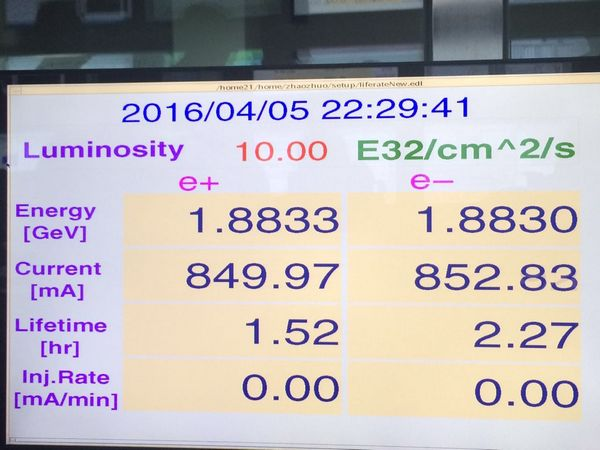 /home21/home/zhaozhuo/setup/liferateNew.edl
2016/04/05 22:29:41
Luminosity 10.00 E32/cm^2/s
e+ e−
Energy [GeV] 1.8833 1.8830
Current [mA] 849.97 852.83
Lifetime [hr] 1.52 2.27
Inj.Rate [mA/min] 0.00 0.00